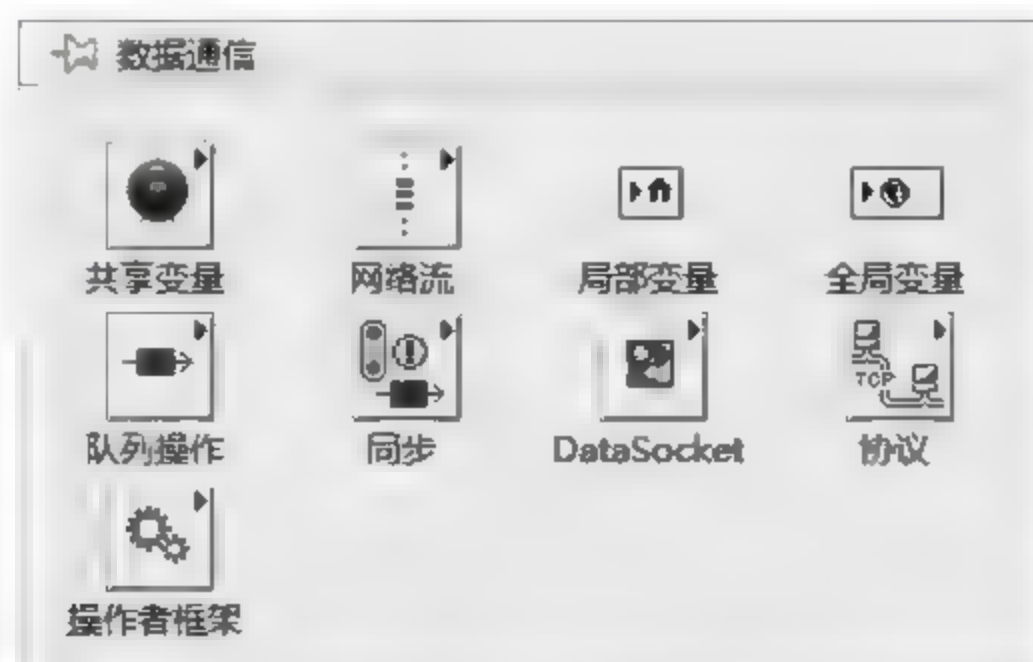 数据通信
共享变量 网络流 局部变量 全局变量
TCP
队列操作 同步 DataSocket 协议
操作者框架